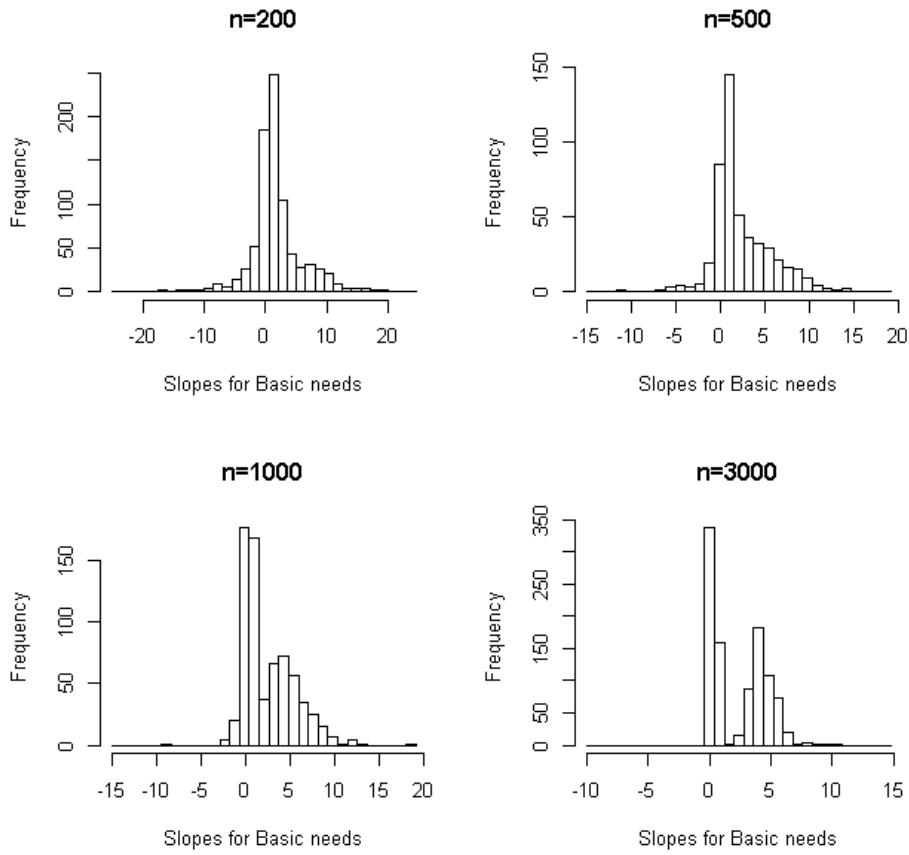 n=200
Frequency
0 50 100 200
-20 -10 0 10 20
Slopes for Basic needs
n=500
Frequency
0 50 100 150
-15 -10 -5 0 5 10 15 20
Slopes for Basic needs
n=1000
Frequency
0 50 100 150
-15 -10 -5 0 5 10 15 20
Slopes for Basic needs
n=3000
Frequency
0 50 150 250 350
-10 -5 0 5 10 15
Slopes for Basic needs